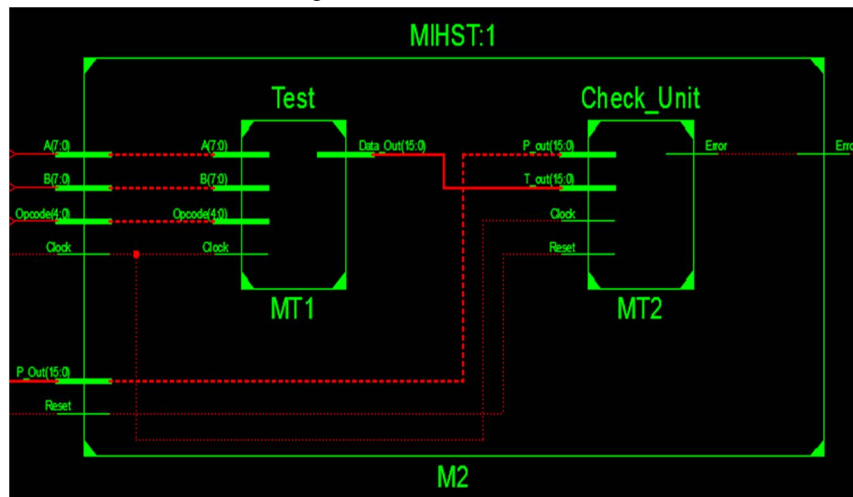 MIHST:1
Test
Check_Unit
A(7:0)
A(7:0)
Data_Out(15:0)
P_out(15:0)
Error
Erro
B(7:0)
B(7:0)
T_out(15:0)
Opcode(4:0)
Opcode(4:0)
Clock
Clock
Clock
Reset
MT1
MT2
P_Out(15:0)
Reset
M2